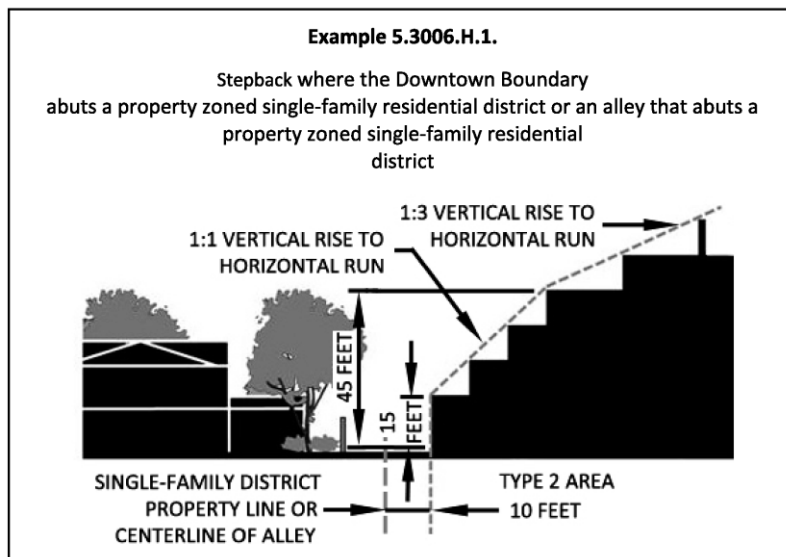 Example 5.3006.H.1.
Stepback where the Downtown Boundary
abuts a property zoned single-family residential district or an alley that abuts a
property zoned single-family residential
district
1:3 VERTICAL RISE TO
HORIZONTAL RUN
1:1 VERTICAL RISE TO
HORIZONTAL RUN
45 FEET
15
FEET
SINGLE-FAMILY DISTRICT
PROPERTY LINE OR
CENTERLINE OF ALLEY
TYPE 2 AREA
10 FEET